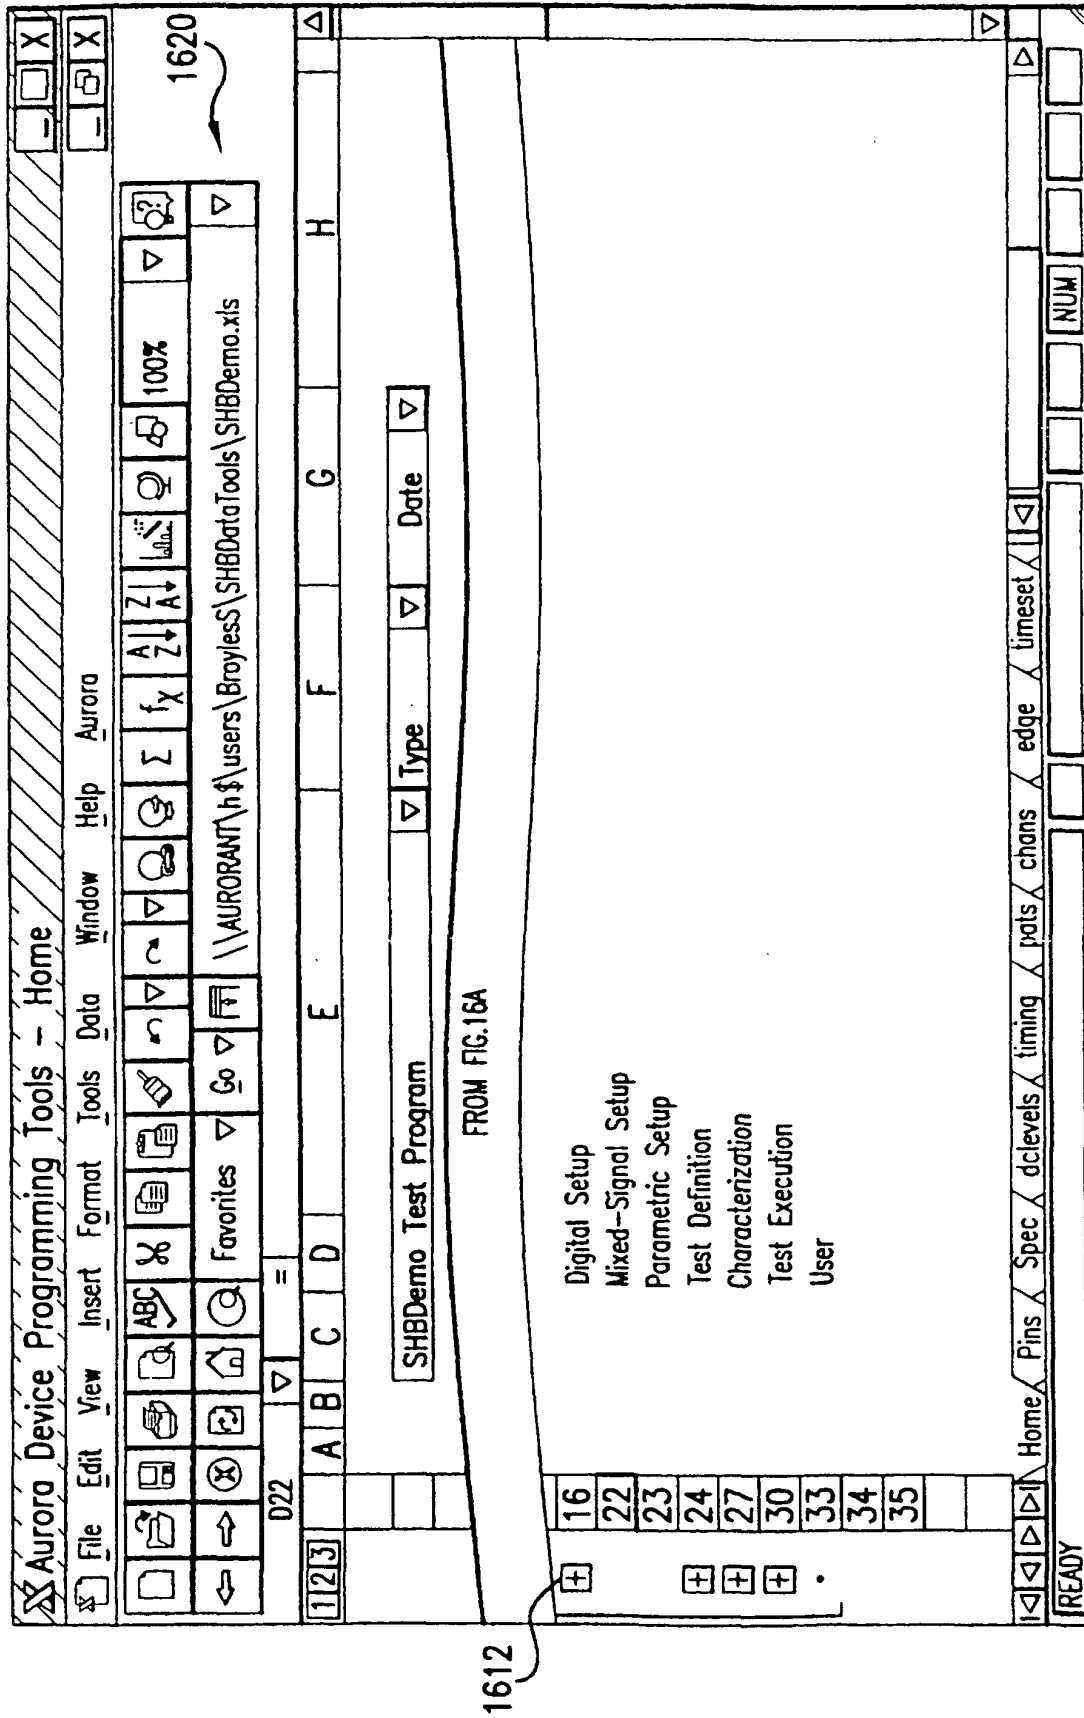 Aurora Device Programming Tools – Home
File Edit View Insert Format Tools Data Window Help Aurora
ABC Σ fx A Z Z A 100% ?
Favorites Go \\AURORANT\h$\users\BroylesS\SHBDataTools\SHBDemo.xls
1620
D22 =
1 2 3 A B C D E F G H
SHBDemo Test Program Type Date
FROM FIG.16A
1612
16 Digital Setup
22 Mixed-Signal Setup
23 Parametric Setup
24 Test Definition
27 Characterization
30 Test Execution
33 User
34
35
Home Pins Spec dclevels timing pats chans edge timeset
READY NUM